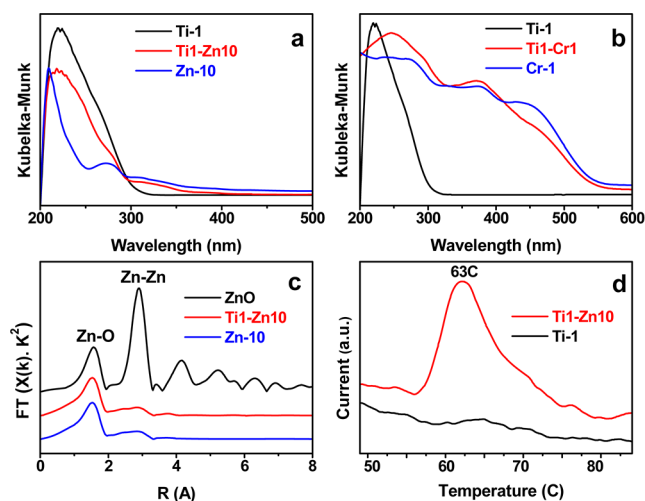 Ti-1
Ti1-Zn10
Zn-10
a
Kubelka-Munk
200 300 400 500
Wavelength (nm)
Ti-1
Ti1-Cr1
Cr-1
b
Kubleka-Munk
200 300 400 500 600
Wavelength (nm)
c
Zn-Zn
Zn-O
ZnO
Ti1-Zn10
Zn-10
FT (X(k). K²)
0 2 4 6 8
R (A)
63C
d
Ti1-Zn10
Ti-1
Current (a.u.)
50 60 70 80
Temperature (C)